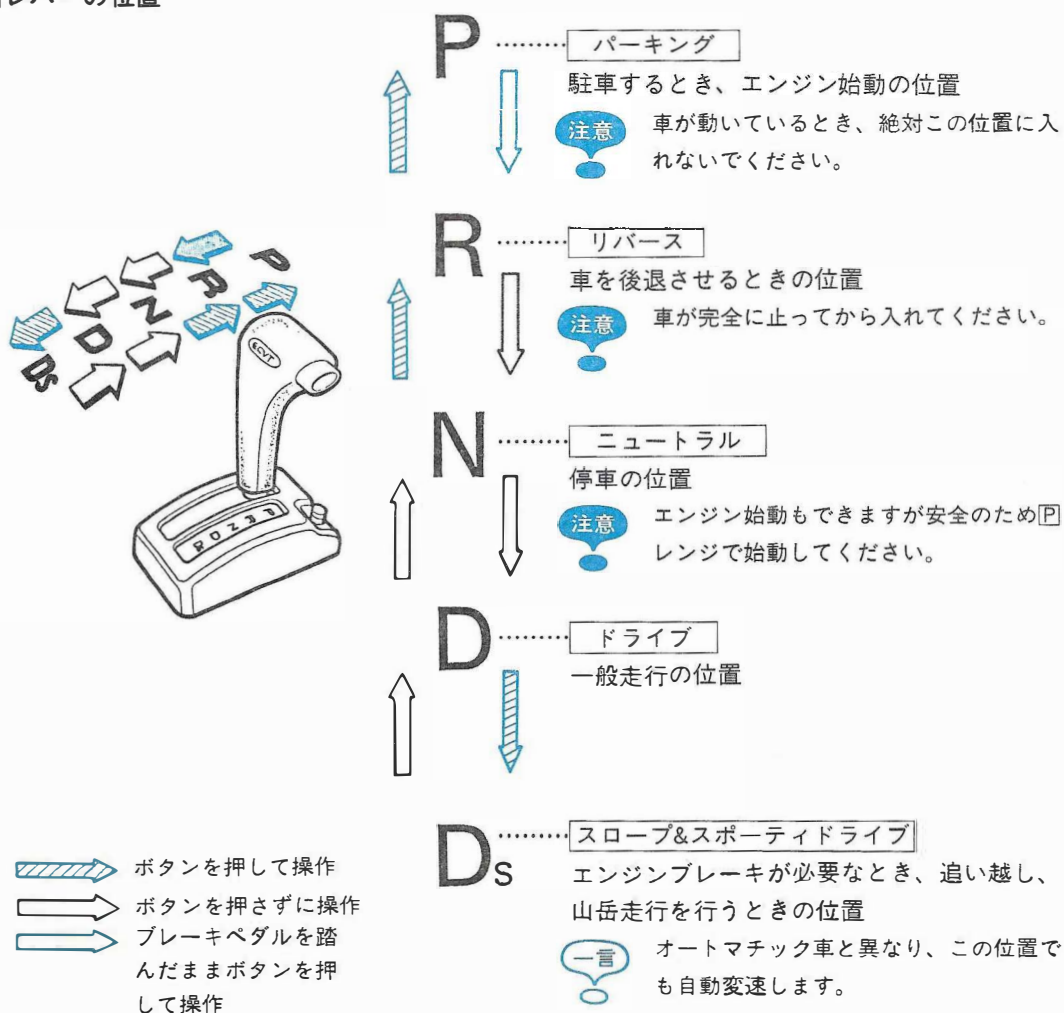 レバーの位置
P ……… パーキング
駐車するとき、エンジン始動の位置
注意 車が動いているとき、絶対この位置に入
れないでください。
R ……… リバース
車を後退させるときの位置
注意 車が完全に止ってから入れてください。
N ……… ニュートラル
停車の位置
注意 エンジン始動もできますが安全のためP
レンジで始動してください。
D ……… ドライブ
一般走行の位置
Ds ……… スロープ&スポーティドライブ
エンジンブレーキが必要なとき、追い越し、
山岳走行を行うときの位置
一言 オートマチック車と異なり、この位置で
も自動変速します。
P
R
N
D
Ds
ECVT
ボタンを押して操作
ボタンを押さずに操作
ブレーキペダルを踏
んだままボタンを押
して操作